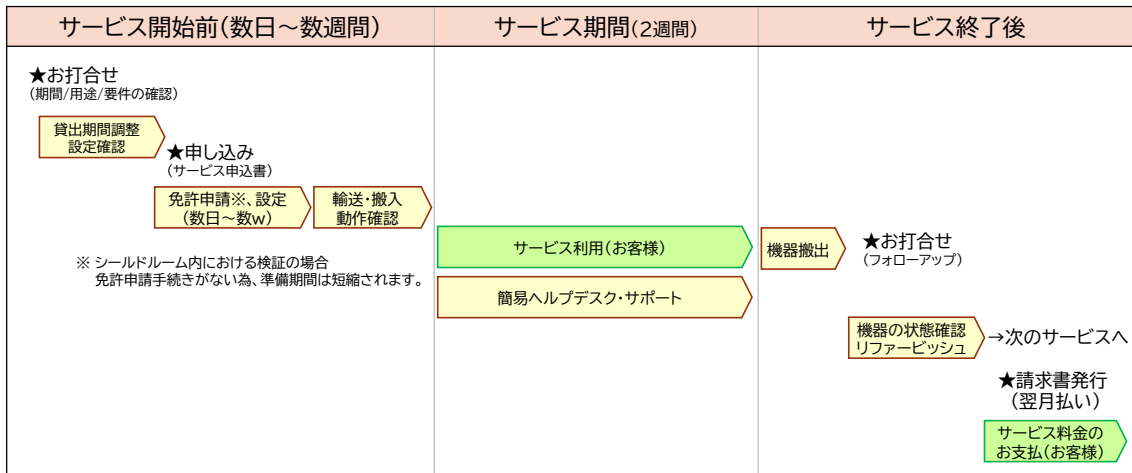 サービス開始前(数日～数週間)
サービス期間(2週間)
サービス終了後
★お打合せ
(期間/用途/要件の確認)
貸出期間調整
設定確認
★申し込み
(サービス申込書)
免許申請※、設定
(数日～数w)
輸送・搬入
動作確認
※ シールドルーム内における検証の場合
免許申請手続きがない為、準備期間は短縮されます。
サービス利用(お客様)
簡易ヘルプデスク・サポート
機器搬出
★お打合せ
(フォローアップ)
機器の状態確認
リファービッシュ
→次のサービスへ
★請求書発行
(翌月払い)
サービス料金の
お支払(お客様)